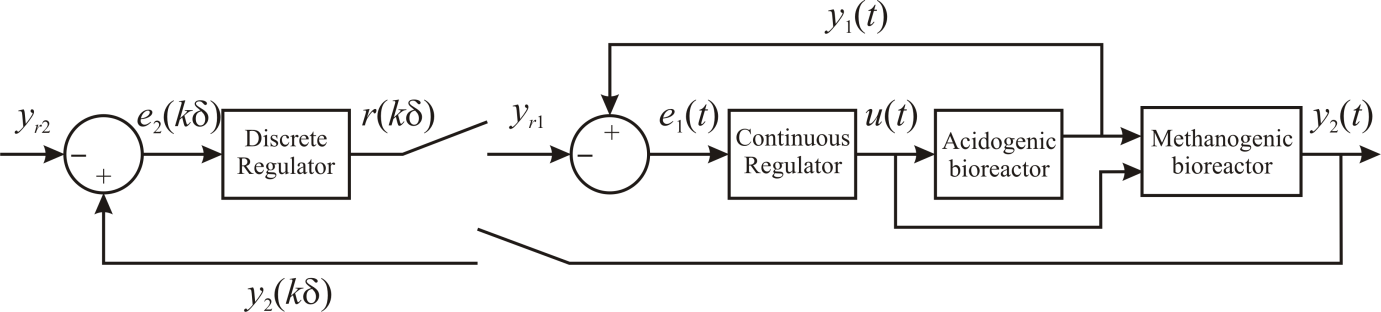 y₁(t)
yᵣ₂
e₂(kδ)
Discrete
Regulator
r(kδ)
yᵣ₁
e₁(t)
Continuous
Regulator
u(t)
Acidogenic
bioreactor
Methanogenic
bioreactor
y₂(t)
−
+
+
−
y₂(kδ)